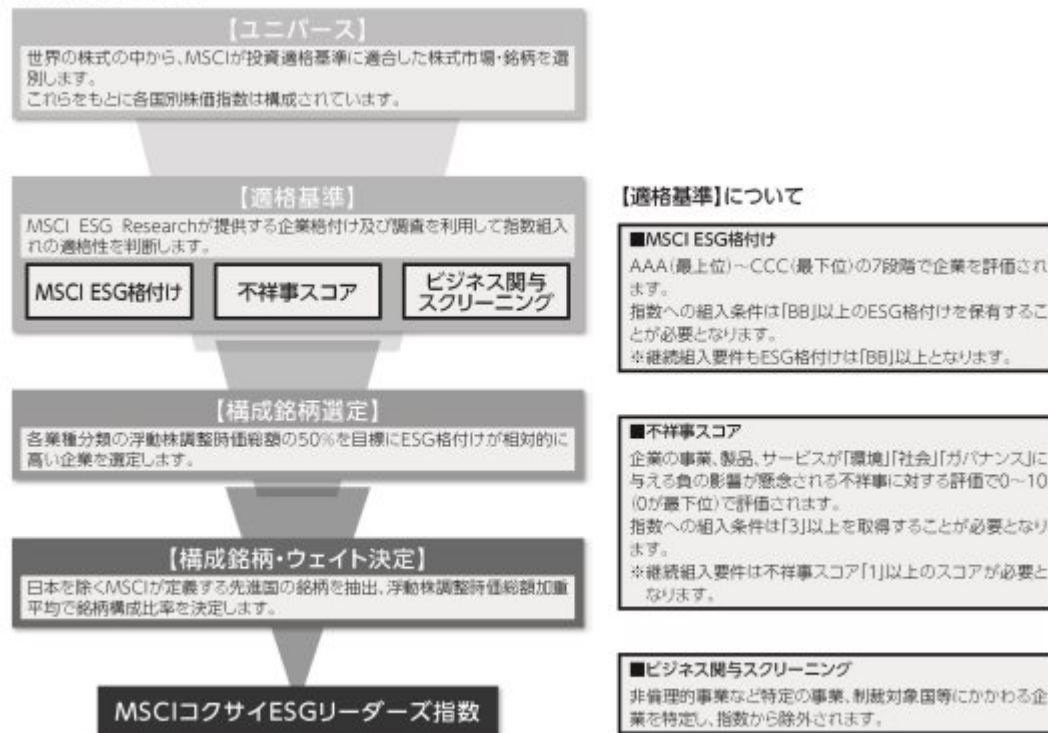 【ユニバース】
世界の株式の中から、MSCIが投資適格基準に適合した株式市場・銘柄を選
別します。
これらをもとに各国別株価指数は構成されています。
【適格基準】
MSCI ESG Researchが提供する企業格付け及び調査を利用して指数組入
れの適格性を判断します。
MSCI ESG格付け
不祥事スコア
ビジネス関与
スクリーニング
【構成銘柄選定】
各業種分類の浮動株調整時価総額の50%を目標にESG格付けが相対的に
高い企業を選定します。
【構成銘柄・ウェイト決定】
日本を除くMSCIが定義する先進国の銘柄を抽出、浮動株調整時価総額加重
平均で銘柄構成比率を決定します。
MSCIコクサイESGリーダーズ指数
【適格基準】について
■MSCI ESG格付け
AAA(最上位)~CCC(最下位)の7段階で企業を評価され
ます。
指数への組入条件は「BB」以上のESG格付けを保有するこ
とが必要となります。
※継続組入要件もESG格付けは「BB」以上となります。
■不祥事スコア
企業の事業、製品、サービスが「環境」「社会」「ガバナンス」に
与える負の影響が懸念される不祥事に対する評価で0~10
(0が最下位)で評価されます。
指数への組入条件は「3」以上を取得することが必要となり
ます。
※継続組入要件は不祥事スコア「1」以上のスコアが必要と
なります。
■ビジネス関与スクリーニング
非倫理的事業など特定の事業、制裁対象国等にかかわる企
業を特定し、指数から除外されます。